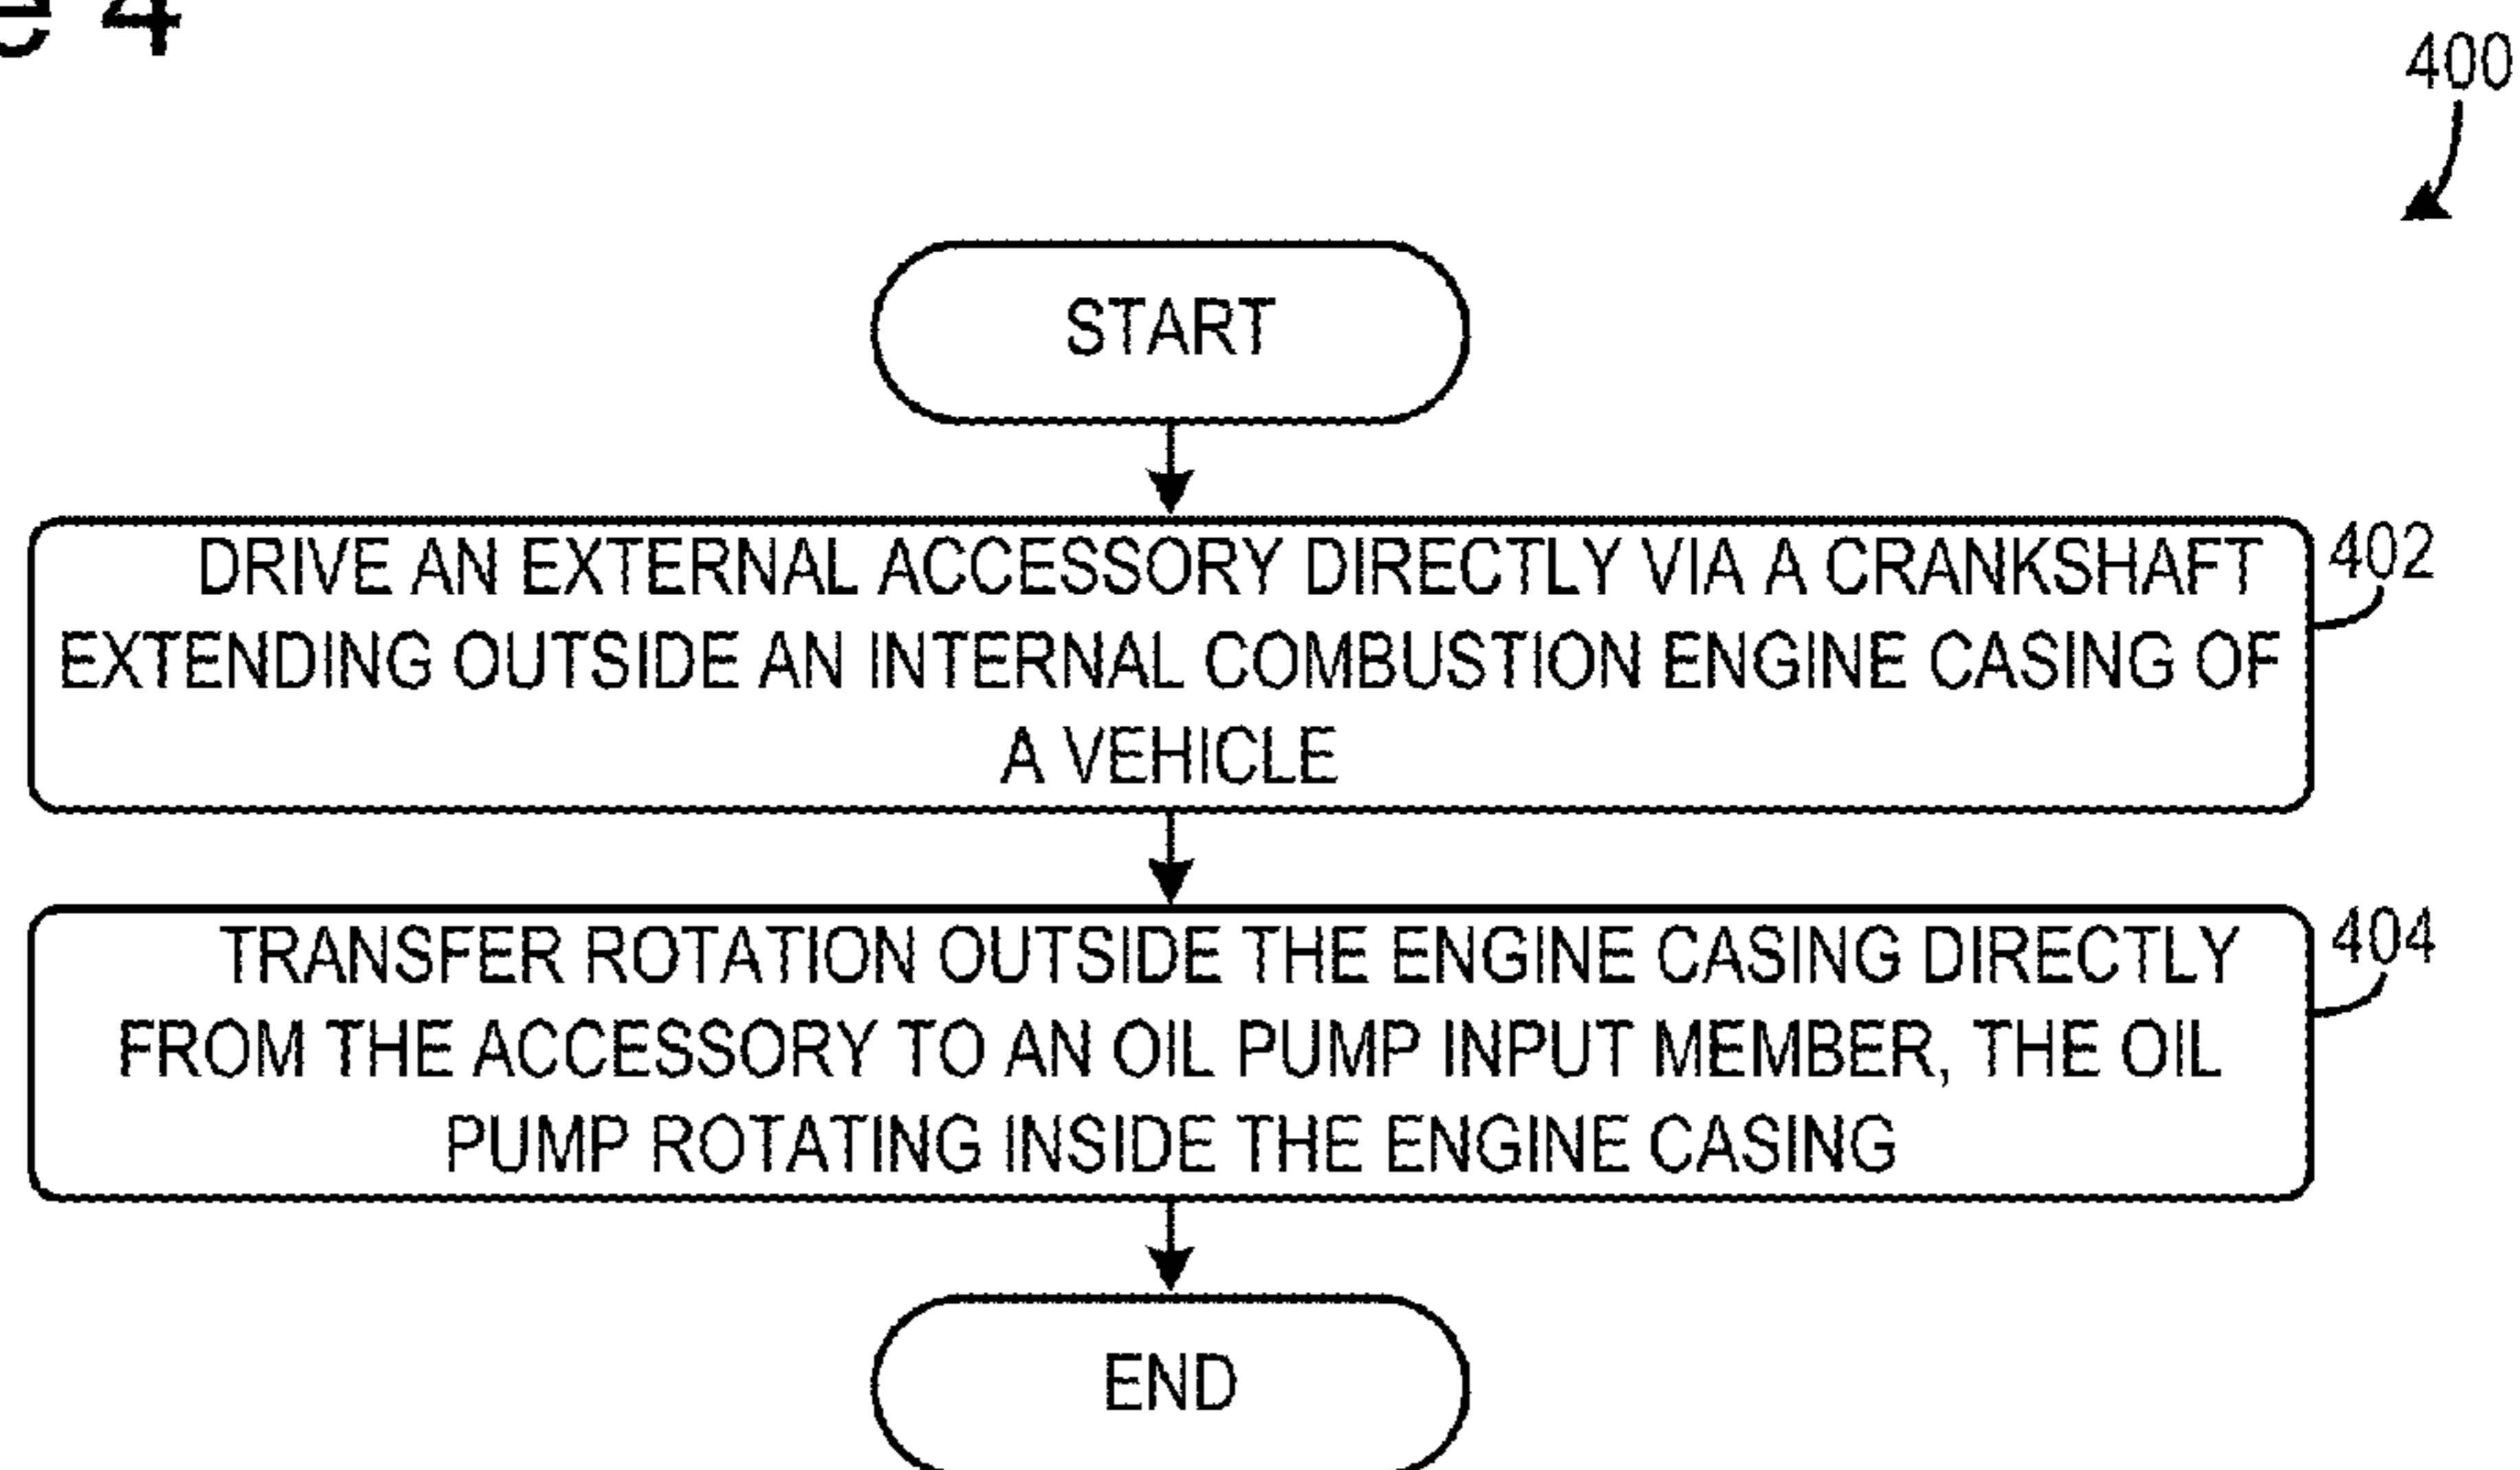 4
400
START
DRIVE AN EXTERNAL ACCESSORY DIRECTLY VIA A CRANKSHAFT
402
EXTENDING OUTSIDE AN INTERNAL COMBUSTION ENGINE CASING OF
A VEHICLE
TRANSFER ROTATION OUTSIDE THE ENGINE CASING DIRECTLY
404
FROM THE ACCESSORY TO AN OIL PUMP INPUT MEMBER, THE OIL
PUMP ROTATING INSIDE THE ENGINE CASING
END